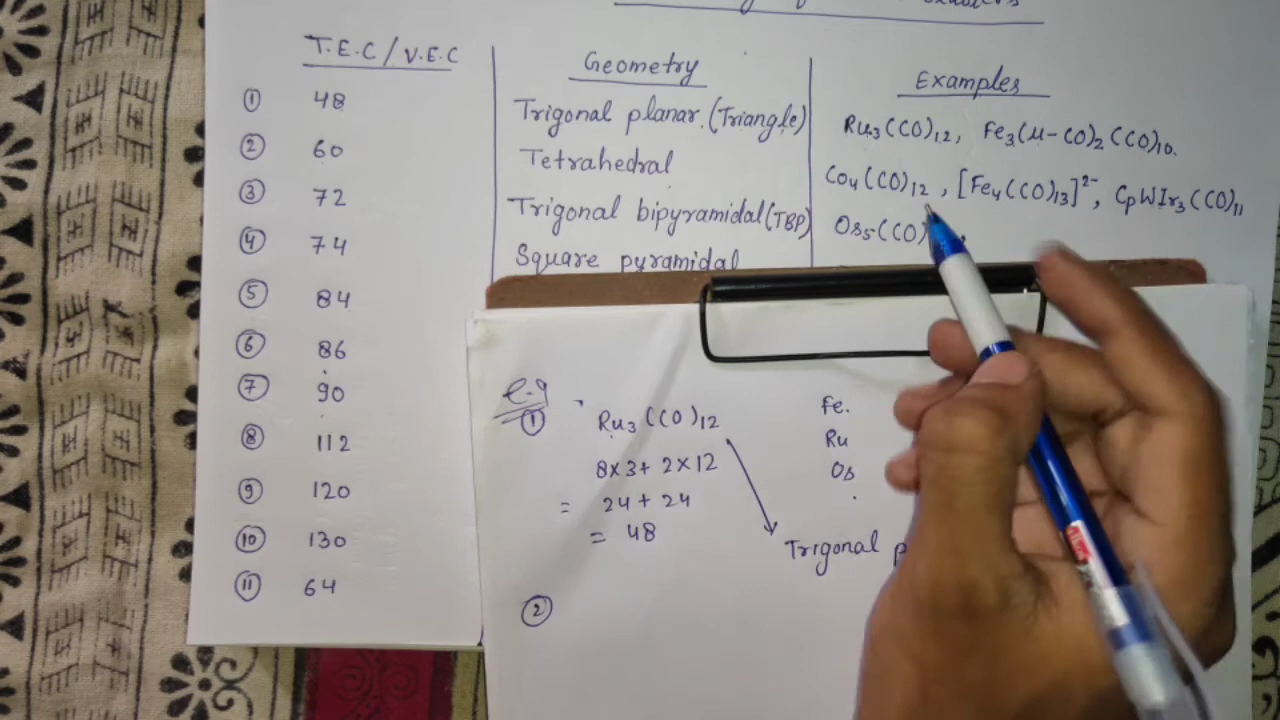 T.E.C / V.E.C
Geometry
Examples
① 48
Trigonal planar. (Triangle)
Ru3(CO)12, Fe3(μ-CO)2(CO)10.
② 60
Tetrahedral
Co4(CO)12, [Fe4(CO)13]2-, CpWIr3(CO)11
③ 72
Trigonal bipyramidal (TBP)
Os5(CO)
④ 74
Square pyramidal
⑤ 84
⑥ 86
⑦ 90
⑧ 112
⑨ 120
⑩ 130
⑪ 64
e.g
① Ru3(CO)12
8×3+ 2×12
= 24 + 24
= 48
Fe.
Ru
Os
Trigonal
②